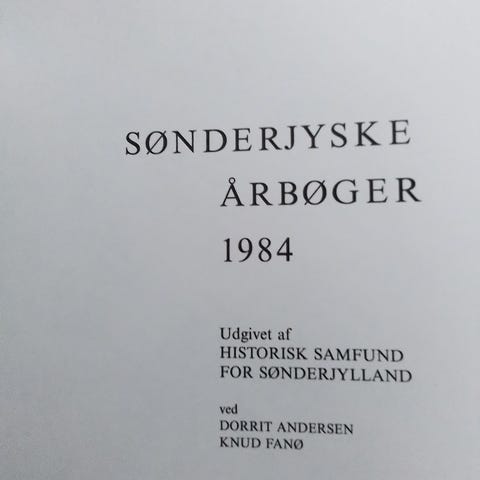 SØNDERJYSKE
ÅRBØGER
1984
Udgivet af
HISTORISK SAMFUND
FOR SØNDERJYLLAND
ved
DORRIT ANDERSEN
KNUD FANØ